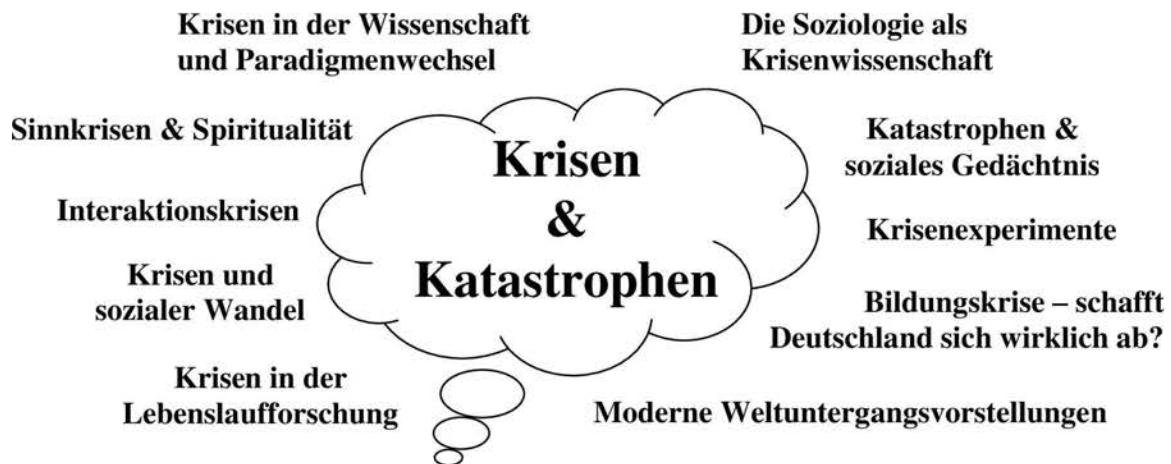 Krisen in der Wissenschaft
und Paradigmenwechsel
Die Soziologie als
Krisenwissenschaft
Sinnkrisen & Spiritualität
Krisen
&
Katastrophen
Katastrophen &
soziales Gedächtnis
Interaktionskrisen
Krisenexperimente
Krisen und
sozialer Wandel
Bildungskrise – schafft
Deutschland sich wirklich ab?
Krisen in der
Lebenslaufforschung
Moderne Weltuntergangsvorstellungen